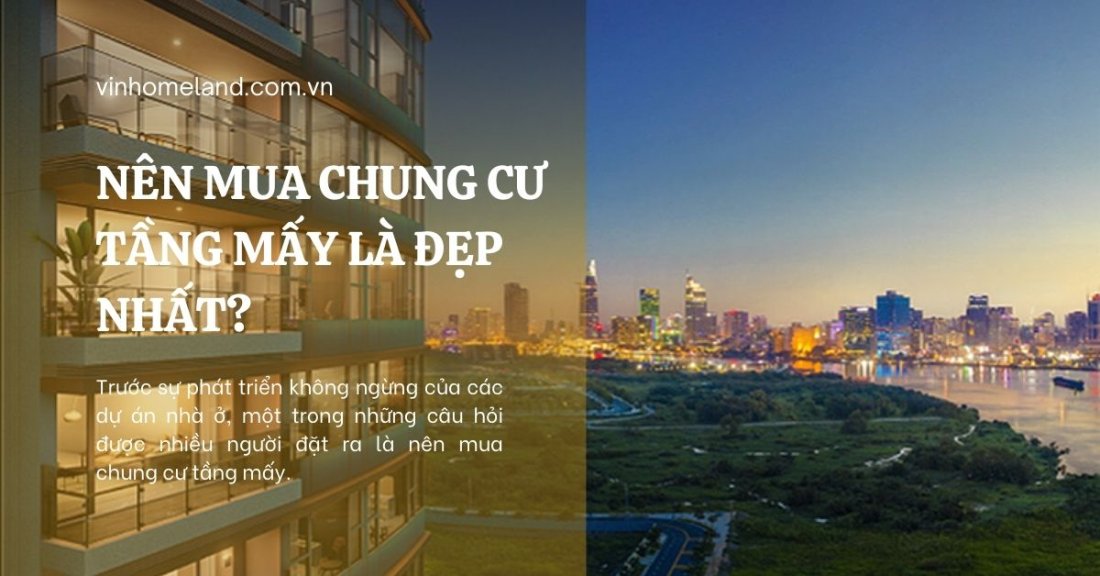 vinhomeland.com.vn
NÊN MUA CHUNG CƯ
TẦNG MẤY LÀ ĐẸP
NHẤT?
Trước sự phát triển không ngừng của các
dự án nhà ở, một trong những câu hỏi
được nhiều người đặt ra là nên mua
chung cư tầng mấy.